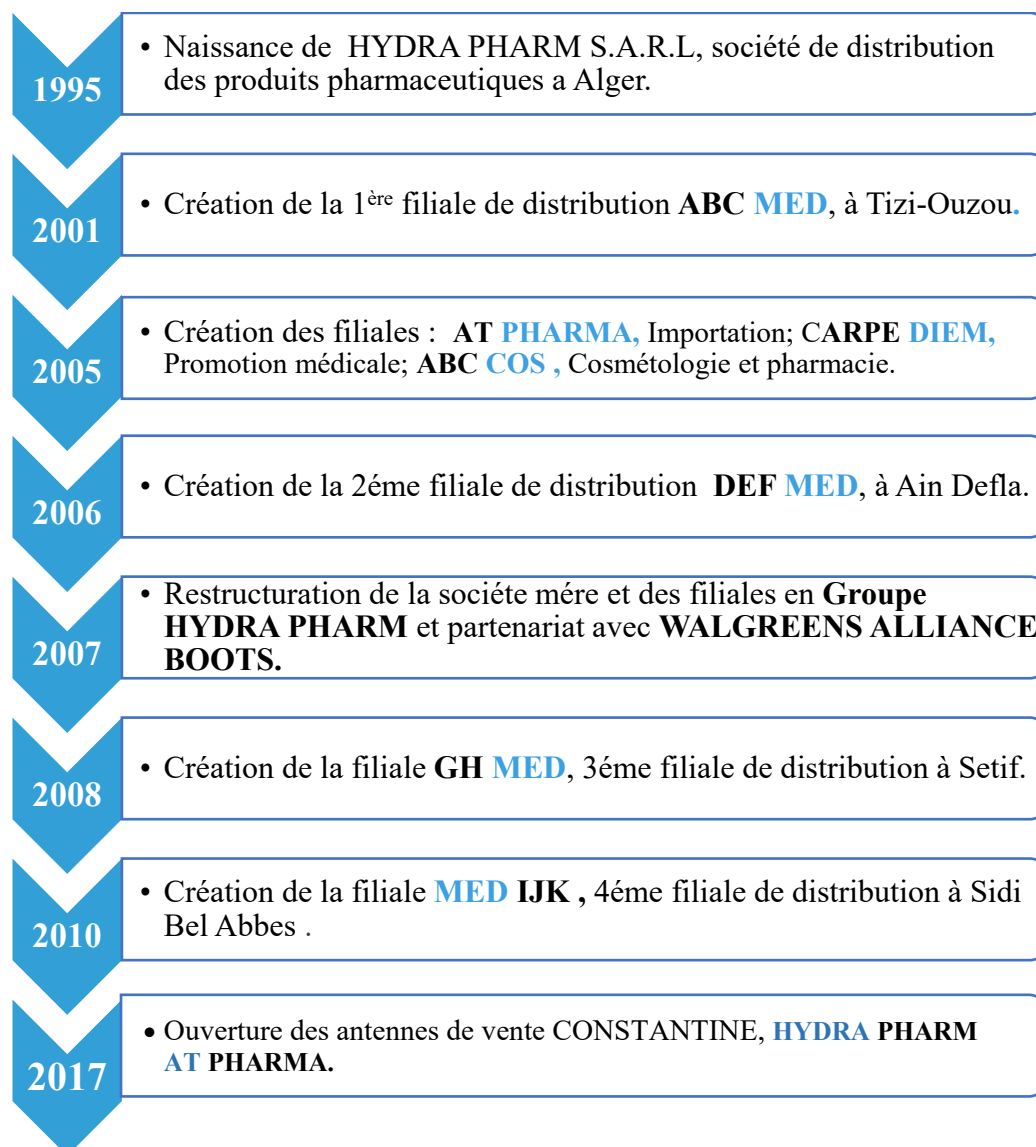 1995
• Naissance de HYDRA PHARM S.A.R.L, société de distribution
des produits pharmaceutiques a Alger.
2001
• Création de la 1ère filiale de distribution ABC MED, à Tizi-Ouzou.
2005
• Création des filiales : AT PHARMA, Importation; CARPE DIEM,
Promotion médicale; ABC COS , Cosmétologie et pharmacie.
2006
• Création de la 2éme filiale de distribution DEF MED, à Ain Defla.
2007
• Restructuration de la sociéte mére et des filiales en Groupe
HYDRA PHARM et partenariat avec WALGREENS ALLIANCE
BOOTS.
2008
• Création de la filiale GH MED, 3éme filiale de distribution à Setif.
2010
• Création de la filiale MED IJK , 4éme filiale de distribution à Sidi
Bel Abbes .
2017
• Ouverture des antennes de vente CONSTANTINE, HYDRA PHARM
AT PHARMA.